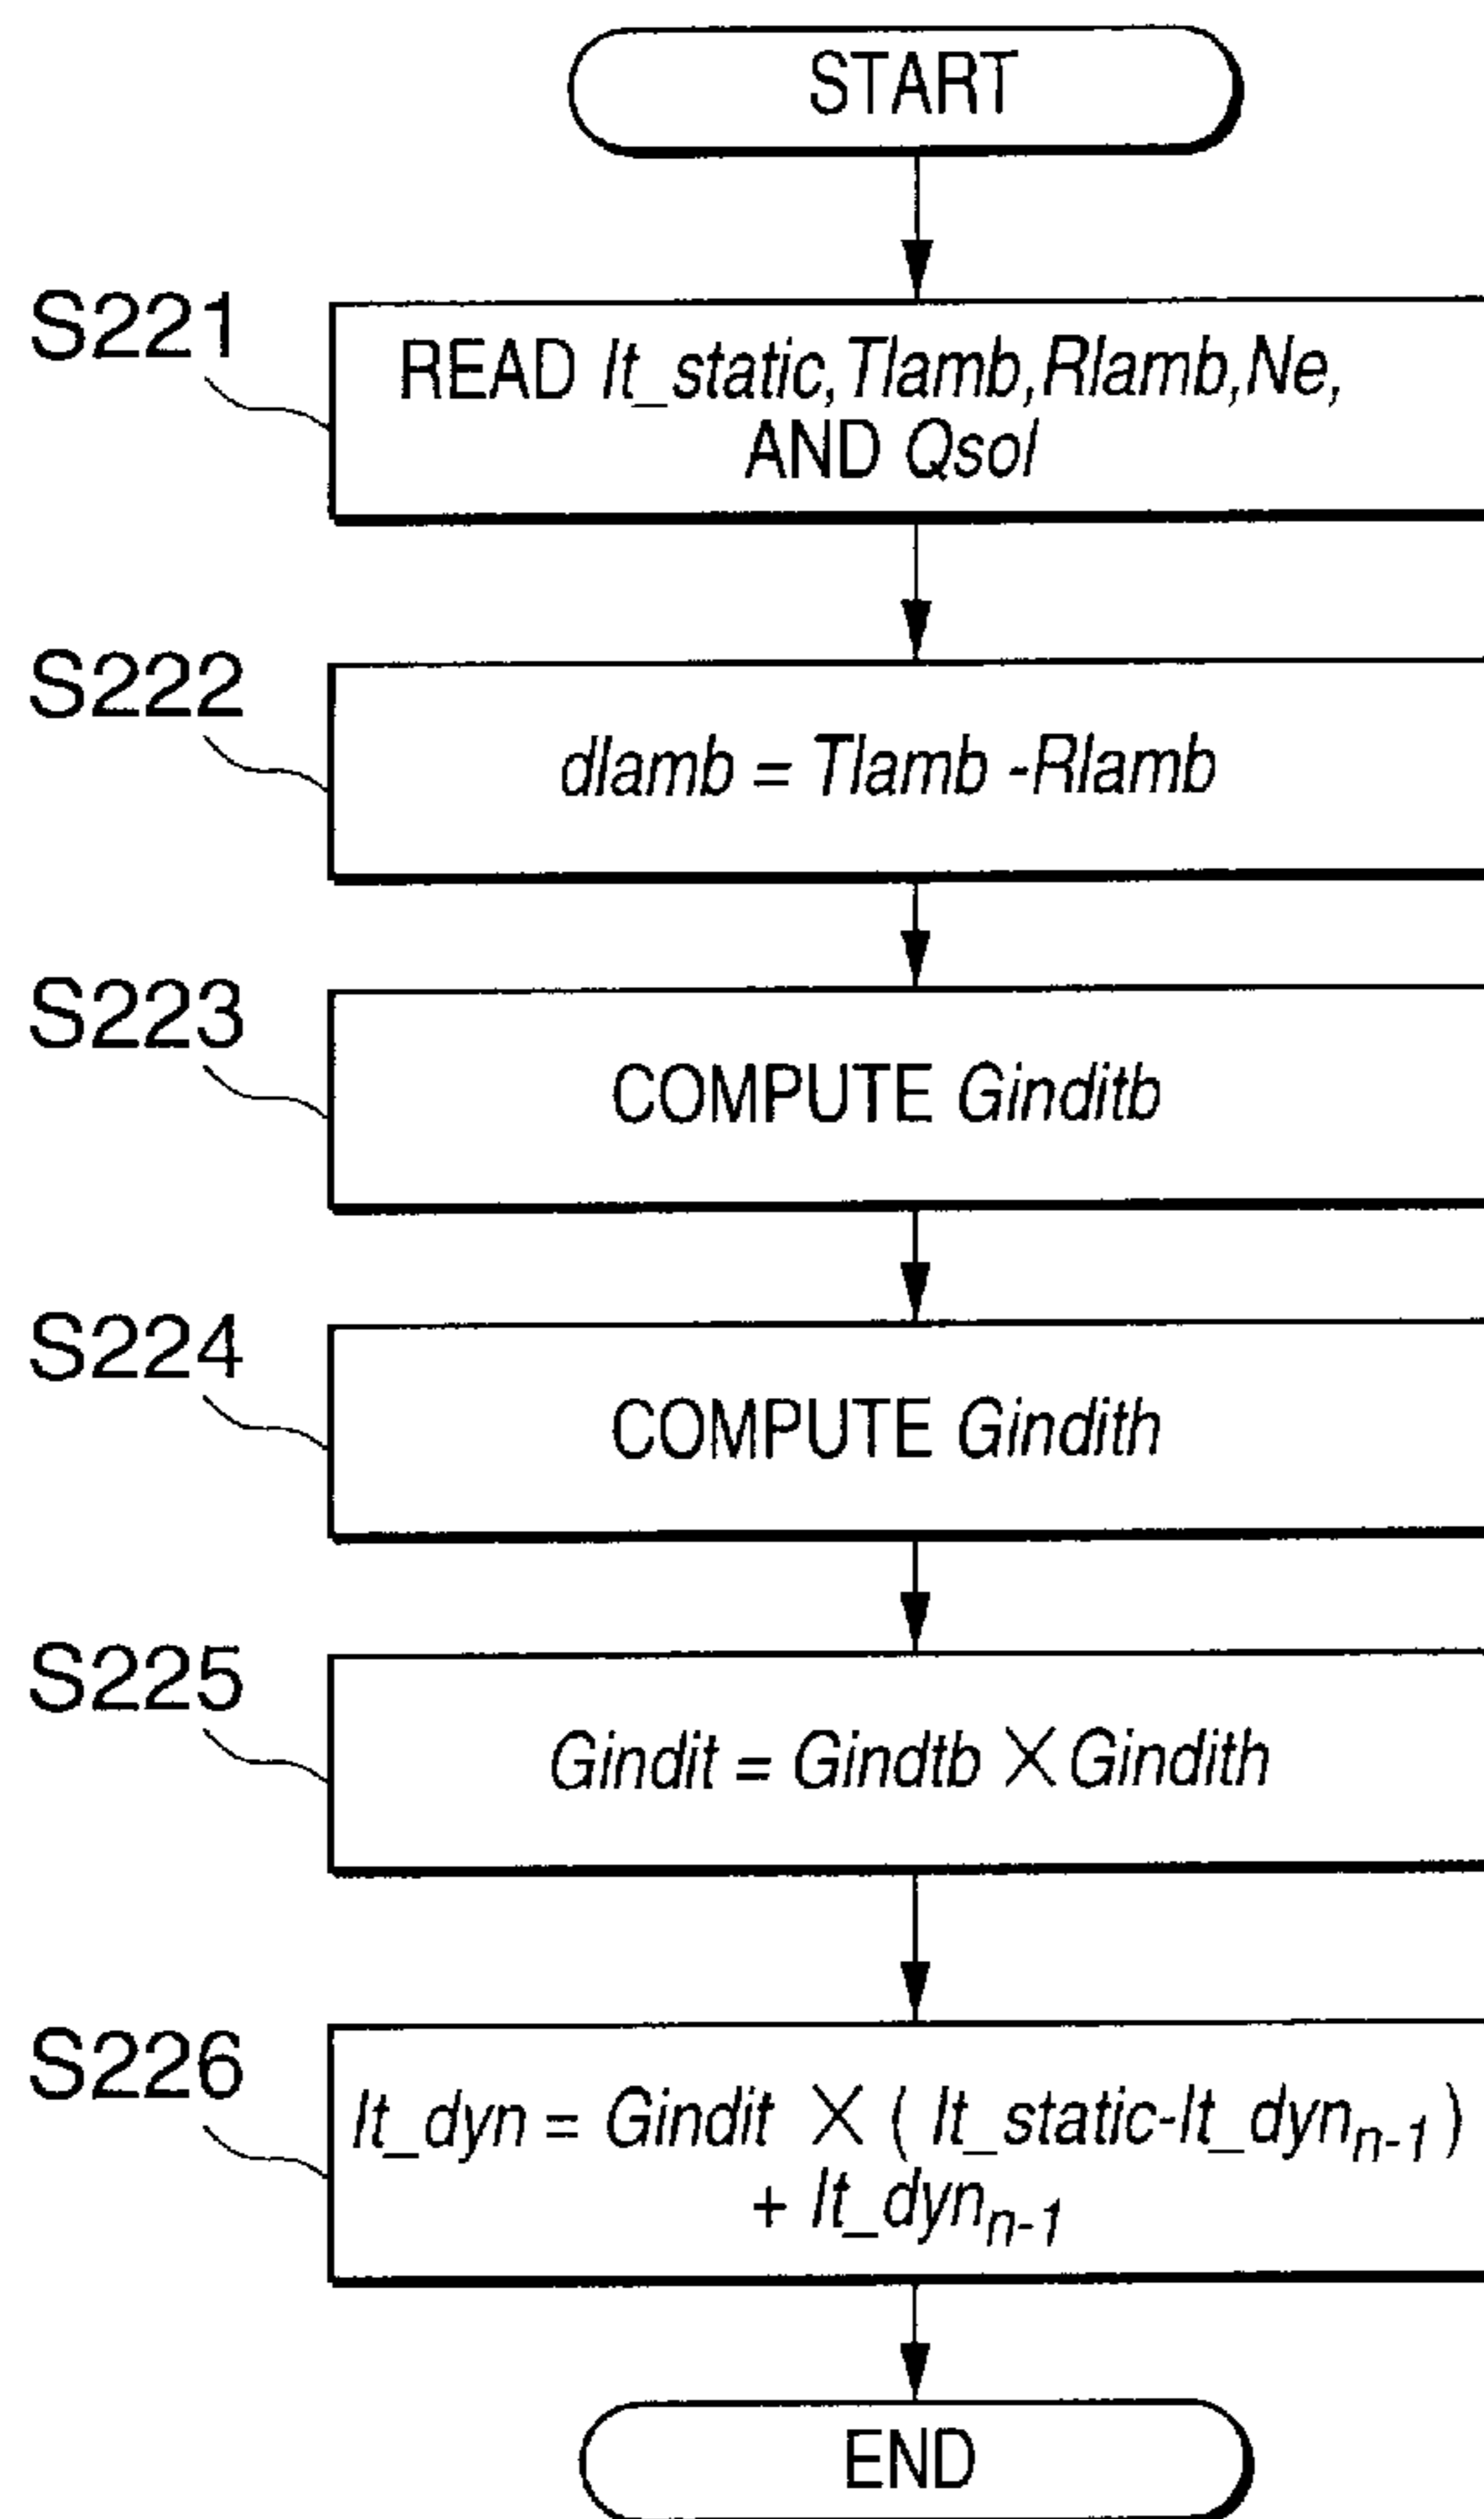 START
S221
READ It_static,Tlamb,Rlamb,Ne,
AND Qsol
S222
dlamb = Tlamb -Rlamb
S223
COMPUTE Ginditb
S224
COMPUTE Gindith
S225
Gindit = Gindtb X Gindith
S226
It_dyn = Gindit X ( It_static-It_dynn-1 )
+ It_dynn-1
END